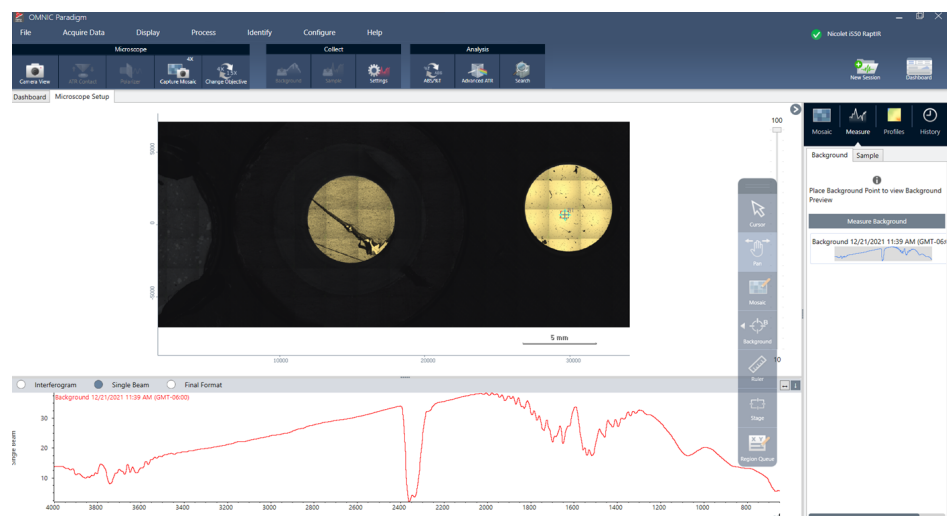 OMNIC Paradigm
File Acquire Data Display Process Identify Configure Help
Nicolet iS50 RaptIR
Microscope Collect Analysis
4X
Camera View ATR Contact Capture Mosaic Change Objective Background Sample Settings Advanced ATR Search
New Session Dashboard
Dashboard Microscope Setup
100
Mosaic Measure Profiles History
Background Sample
Place Background Point to view Background
Preview
Measure Background
Background 12/21/2021 11:39 AM (GMT-06:
5000
0
-5000
Cursor
Pan
Mosaic
B
Background
Ruler
Stage
X Y
Region Queue
5 mm
10000 20000 30000
10
Interferogram Single Beam Final Format
Background 12/21/2021 11:39 AM (GMT-06:00)
Single Beam
30
20
10
4000 3800 3600 3400 3200 3000 2800 2600 2400 2200 2000 1800 1600 1400 1200 1000 800